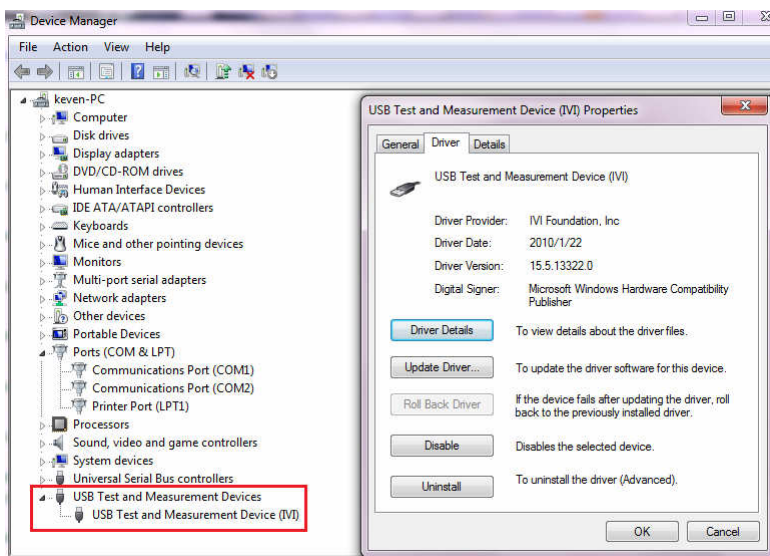 Device Manager
File Action View Help
keven-PC
Computer
Disk drives
Display adapters
DVD/CD-ROM drives
Human Interface Devices
IDE ATA/ATAPI controllers
Keyboards
Mice and other pointing devices
Monitors
Multi-port serial adapters
Network adapters
Other devices
Portable Devices
Ports (COM & LPT)
Communications Port (COM1)
Communications Port (COM2)
Printer Port (LPT1)
Processors
Sound, video and game controllers
System devices
Universal Serial Bus controllers
USB Test and Measurement Devices
USB Test and Measurement Device (IVI)
USB Test and Measurement Device (IVI) Properties
General Driver Details
USB Test and Measurement Device (IVI)
Driver Provider: IVI Foundation, Inc
Driver Date: 2010/1/22
Driver Version: 15.5.13322.0
Digital Signer: Microsoft Windows Hardware Compatibility
Publisher
Driver Details To view details about the driver files.
Update Driver... To update the driver software for this device.
Roll Back Driver If the device fails after updating the driver, roll
back to the previously installed driver.
Disable Disables the selected device.
Uninstall To uninstall the driver (Advanced).
OK Cancel